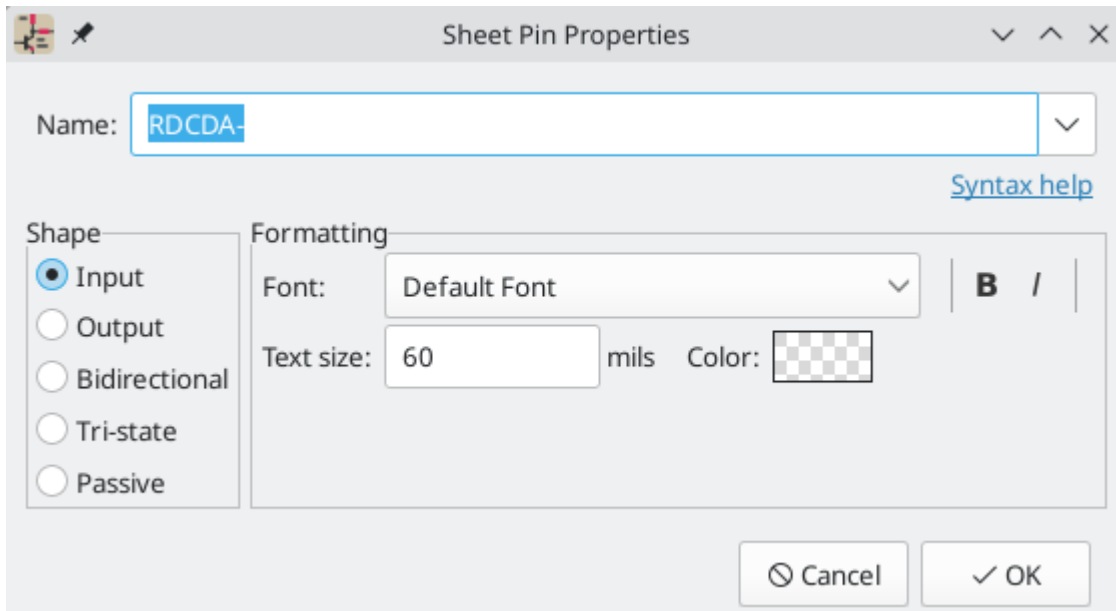 Sheet Pin Properties
Name: RDCDA-
Syntax help
Shape
Input
Output
Bidirectional
Tri-state
Passive
Formatting
Font: Default Font B I
Text size: 60 mils Color:
Cancel OK